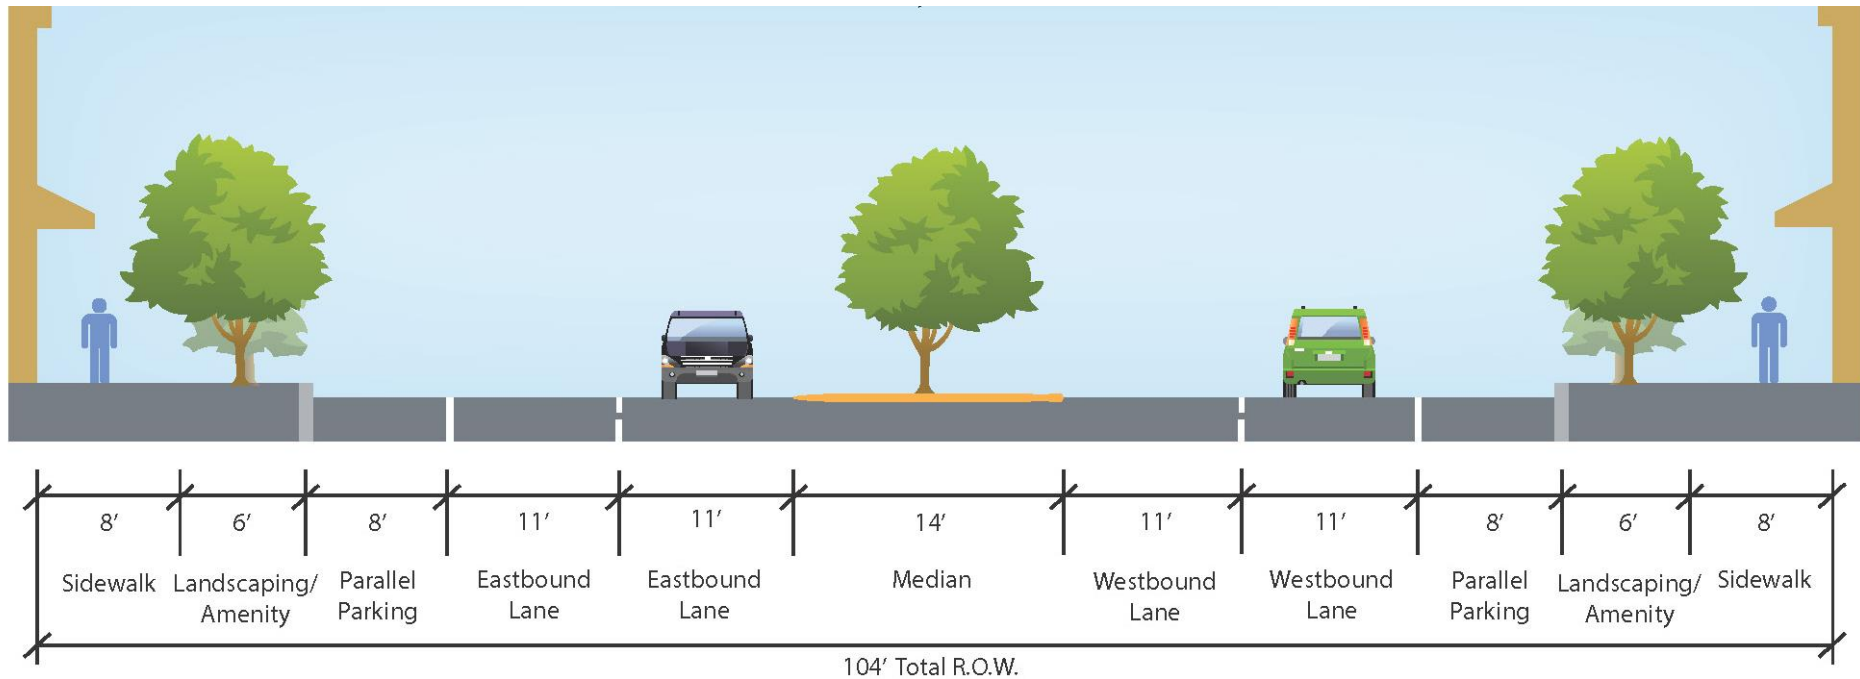 8’ 6’ 8’ 11’ 11’ 14’ 11’ 11’ 8’ 6’ 8’
Sidewalk Landscaping/ Parallel Eastbound Eastbound Median Westbound Westbound Parallel Landscaping/ Sidewalk
Amenity Parking Lane Lane Lane Lane Parking Amenity
104’ Total R.O.W.